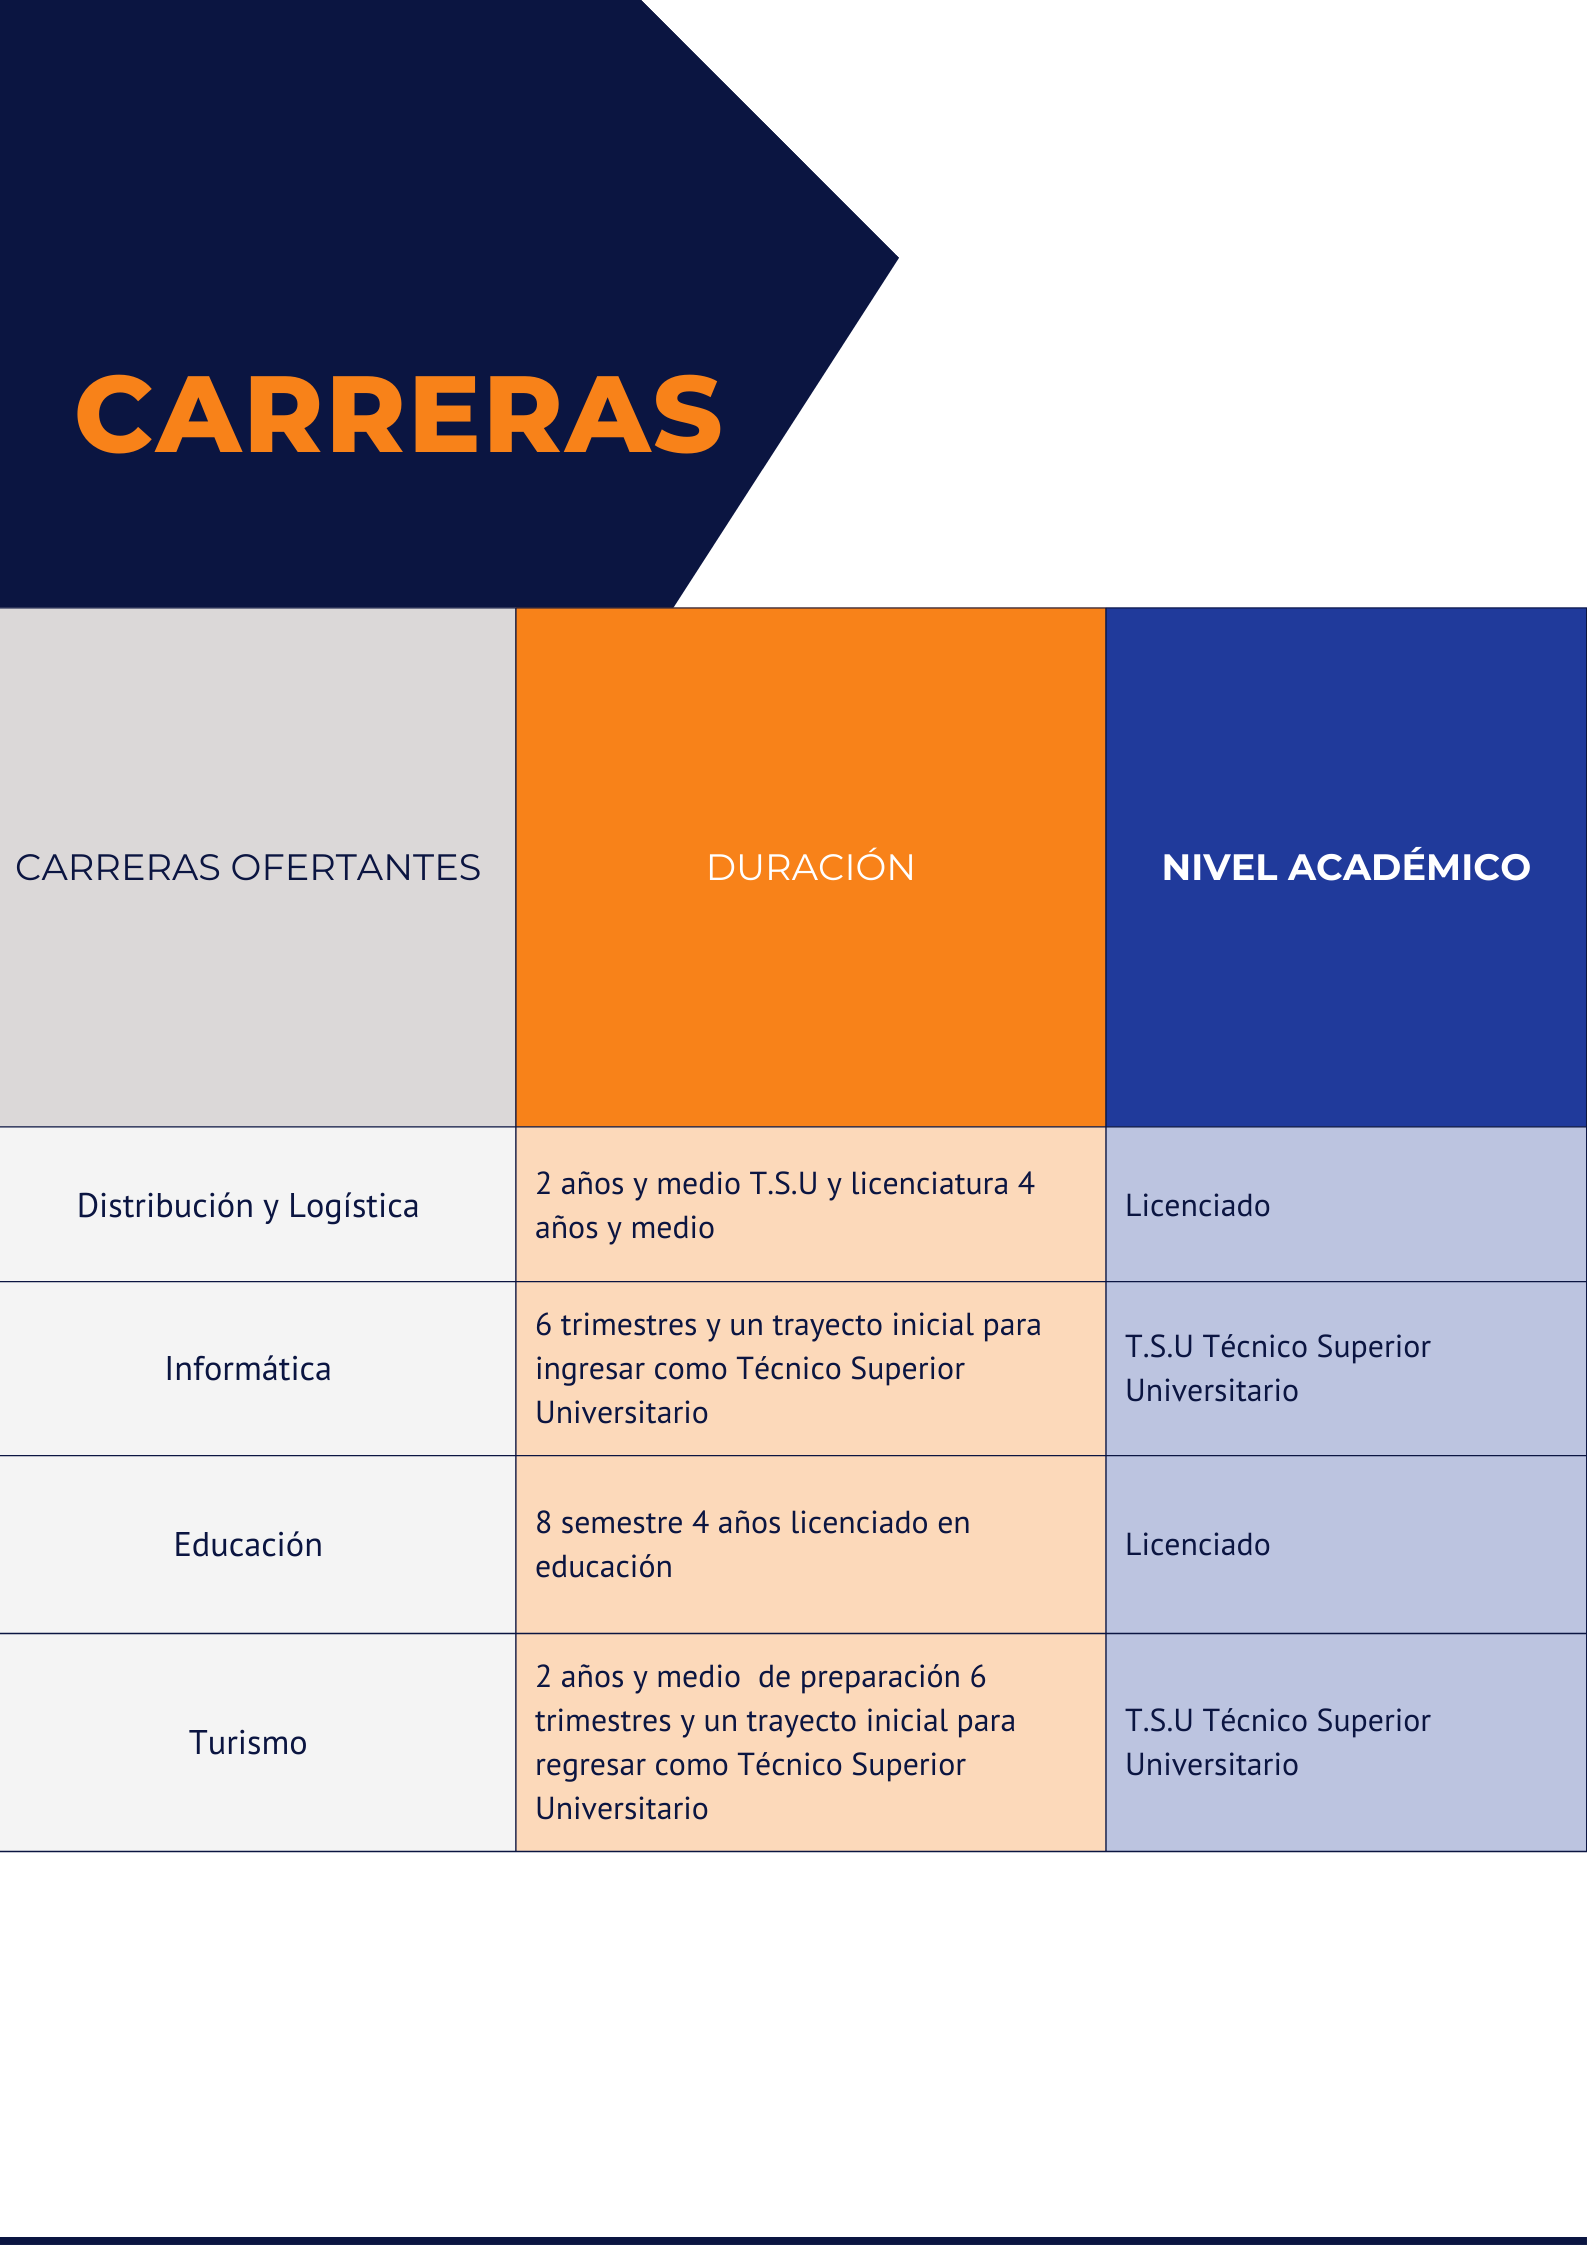 CARRERAS
CARRERAS OFERTANTES
DURACIÓN
NIVEL ACADÉMICO
Distribución y Logística
2 años y medio T.S.U y licenciatura 4
años y medio
Licenciado
Informática
6 trimestres y un trayecto inicial para
ingresar como Técnico Superior
Universitario
T.S.U Técnico Superior
Universitario
Educación
8 semestre 4 años licenciado en
educación
Licenciado
Turismo
2 años y medio  de preparación 6
trimestres y un trayecto inicial para
regresar como Técnico Superior
Universitario
T.S.U Técnico Superior
Universitario